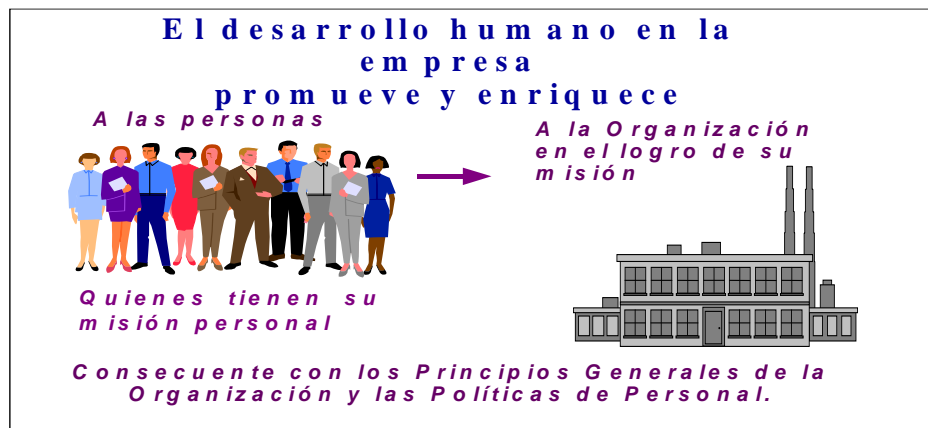 El desarrollo humano en la
empresa
promueve y enriquece
A las personas
A la Organización
en el logro de su
misión
Quienes tienen su
misión personal
Consecuente con los Principios Generales de la
Organización y las Políticas de Personal.